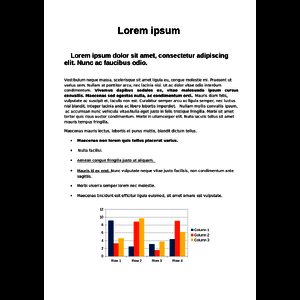 Lorem ipsum
Lorem ipsum dolor sit amet, consectetur adipiscing
elit. Nunc ac faucibus odio.
Vestibulum neque massa, scelerisque sit amet ligula eu, congue molestie mi. Praesent ut
varius sem. Nullam at porttitor arcu, nec lacinia nisi. Ut ac dolor vitae odio interdum
condimentum. Vivamus dapibus sodales ex, vitae malesuada ipsum cursus
convallis. Maecenas sed egestas nulla, ac condimentum orci. Mauris diam felis,
vulputate ac suscipit et, iaculis non est. Curabitur semper arcu ac ligula semper, nec luctus
nisl blandit. Integer lacinia ante ac libero lobortis imperdiet. Nullam mollis convallis ipsum,
ac accumsan nunc vehicula vitae. Nulla eget justo in felis tristique fringilla. Morbi sit amet
tortor quis risus auctor condimentum. Morbi in ullamcorper elit. Nulla iaculis tellus sit amet
mauris tempus fringilla.
Maecenas mauris lectus, lobortis et purus mattis, blandit dictum tellus.
• Maecenas non lorem quis tellus placerat varius.
• Nulla facilisi.
• Aenean congue fringilla justo ut aliquam.
• Mauris id ex erat. Nunc vulputate neque vitae justo facilisis, non condimentum ante
sagittis.
• Morbi viverra semper lorem nec molestie.
• Maecenas tincidunt est efficitur ligula euismod, sit amet ornare est vulputate.
12
10
8
6
4
2
0
Row 1 Row 2 Row 3 Row 4
Column 1
Column 2
Column 3